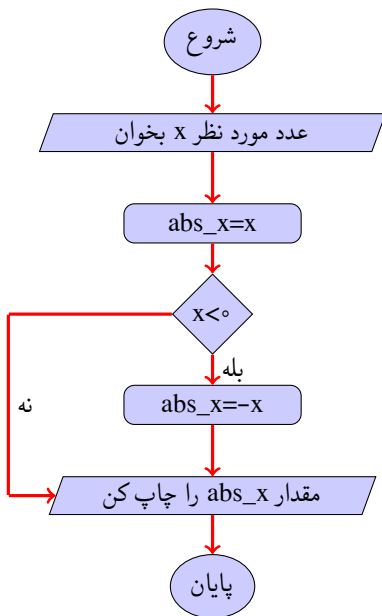 شروع
عدد مورد نظر x بخوان
abs_x=x
x<۰
بله
نه
abs_x=−x
مقدار abs_x را چاپ کن
پایان